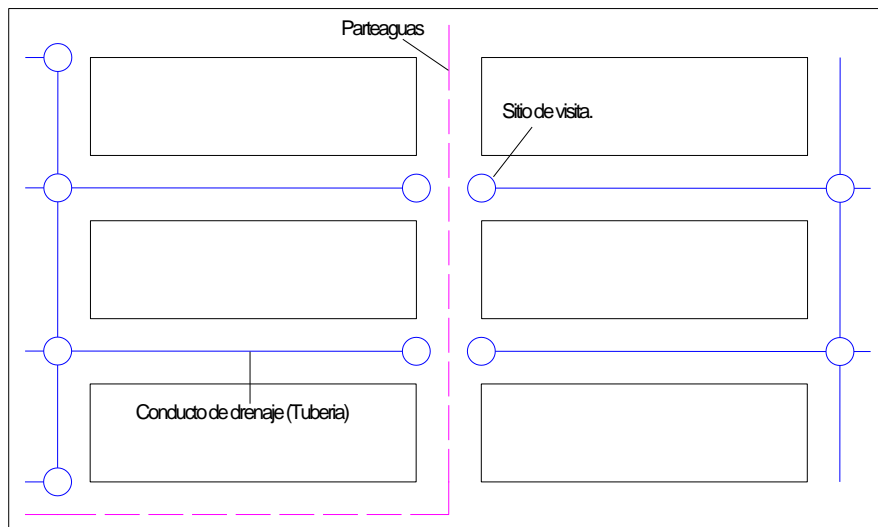 Parteaguas
Sitio de visita.
Conducto de drenaje (Tuberia)